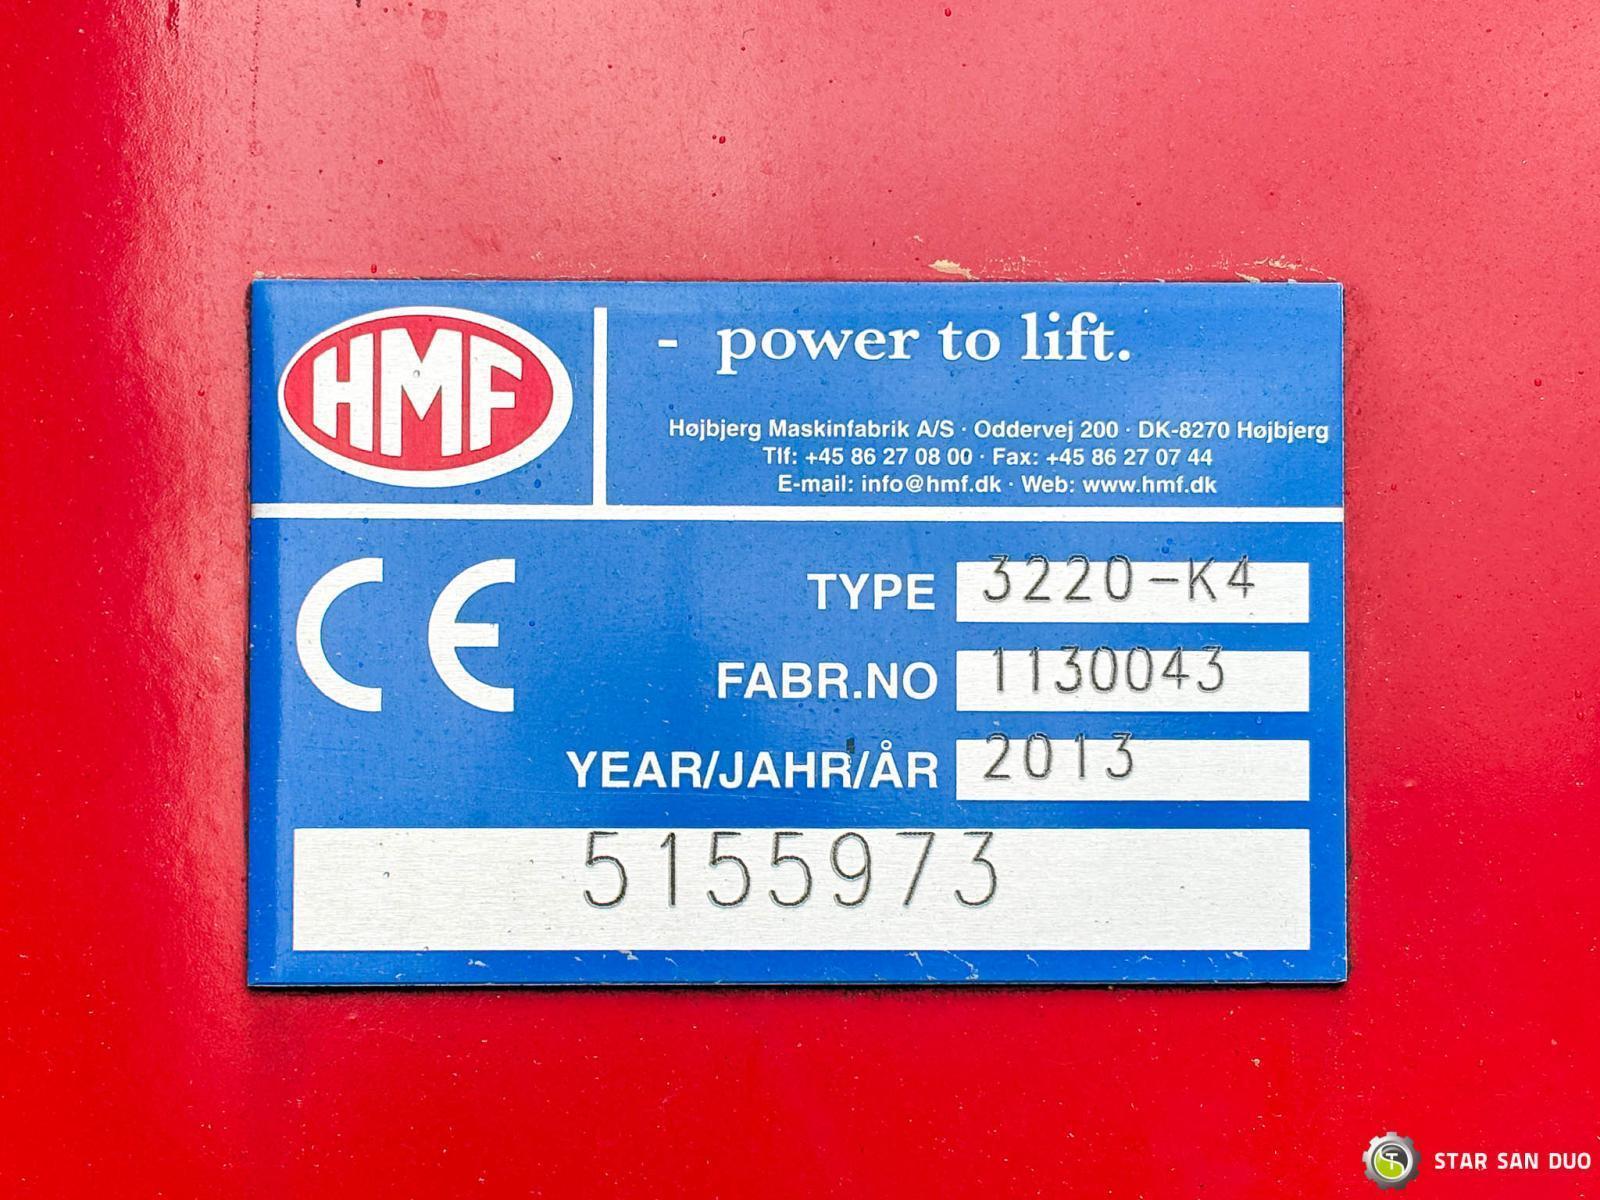 HMF
- power to lift.
Højbjerg Maskinfabrik A/S · Oddervej 200 · DK-8270 Højbjerg
Tlf: +45 86 27 08 00 · Fax: +45 86 27 07 44
E-mail: info@hmf.dk · Web: www.hmf.dk
CE
TYPE 3220-K4
FABR.NO 1130043
YEAR/JAHR/ÅR 2013
5155973
STAR SAN DUO